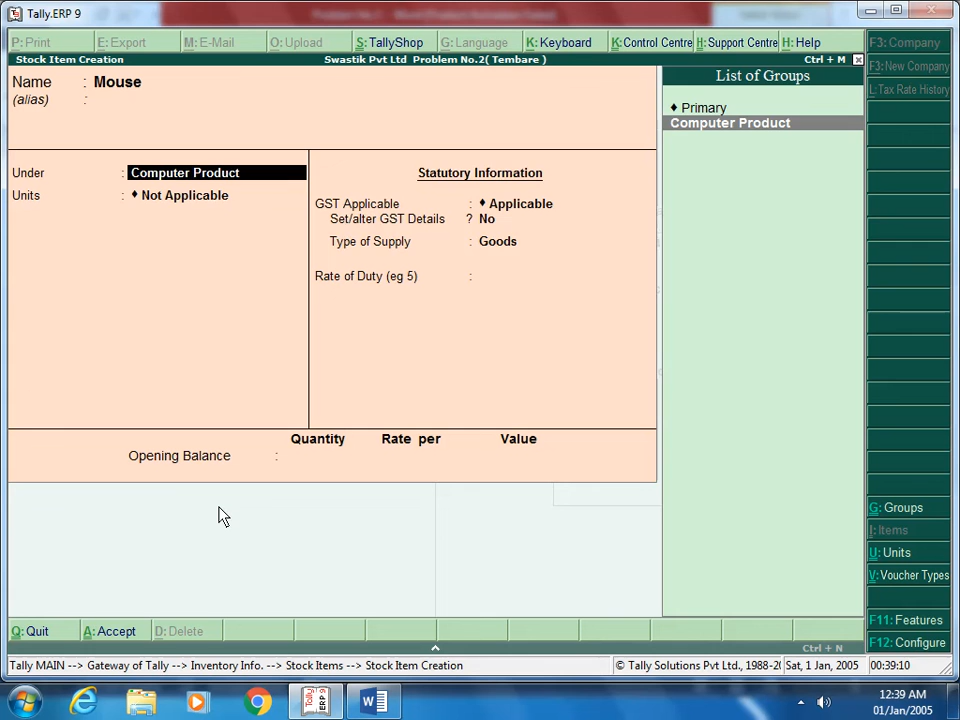 Tally.ERP 9
P: Print E: Export M: E-Mail O: Upload S: TallyShop G: Language K: Keyboard K: Control Centre H: Support Centre H: Help F3: Company
Stock Item Creation Swastik Pvt Ltd Problem No.2( Tembare ) Ctrl + M
F3: New Company
L: Tax Rate History
Name : Mouse
(alias) :
List of Groups
♦ Primary
Computer Product
Under : Computer Product
Units : ♦ Not Applicable
Statutory Information
GST Applicable : ♦ Applicable
Set/alter GST Details ? No
Type of Supply : Goods
Rate of Duty (eg 5) :
Quantity Rate per Value
Opening Balance :
G: Groups
I: Items
U: Units
V: Voucher Types
F11: Features
F12: Configure
Q: Quit A: Accept D: Delete
Ctrl + N
Tally MAIN --> Gateway of Tally --> Inventory Info. --> Stock Items --> Stock Item Creation © Tally Solutions Pvt Ltd., 1988-20 Sat, 1 Jan, 2005 00:39:10
12:39 AM
01/Jan/2005